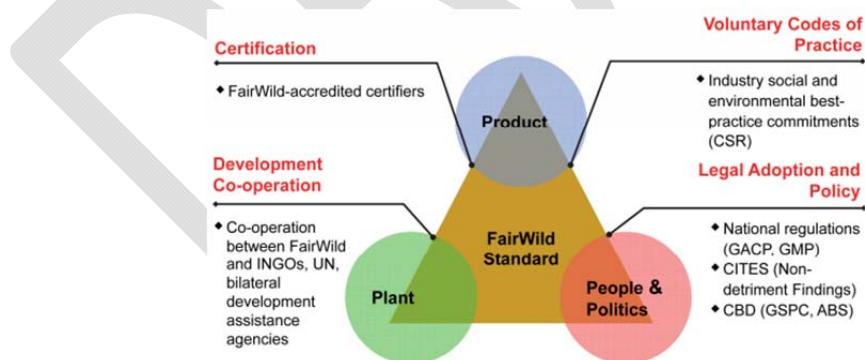 Certification
◆ FairWild-accredited certifiers
Voluntary Codes of
Practice
◆ Industry social and
environmental best-
practice commitments
(CSR)
Product
Development
Co-operation
◆ Co-operation
between FairWild
and INGOs, UN,
bilateral
development
assistance
agencies
Legal Adoption and
Policy
◆ National regulations
(GACP, GMP)
◆ CITES (Non-
detriment Findings)
◆ CBD (GSPC, ABS)
FairWild
Standard
Plant
People &
Politics